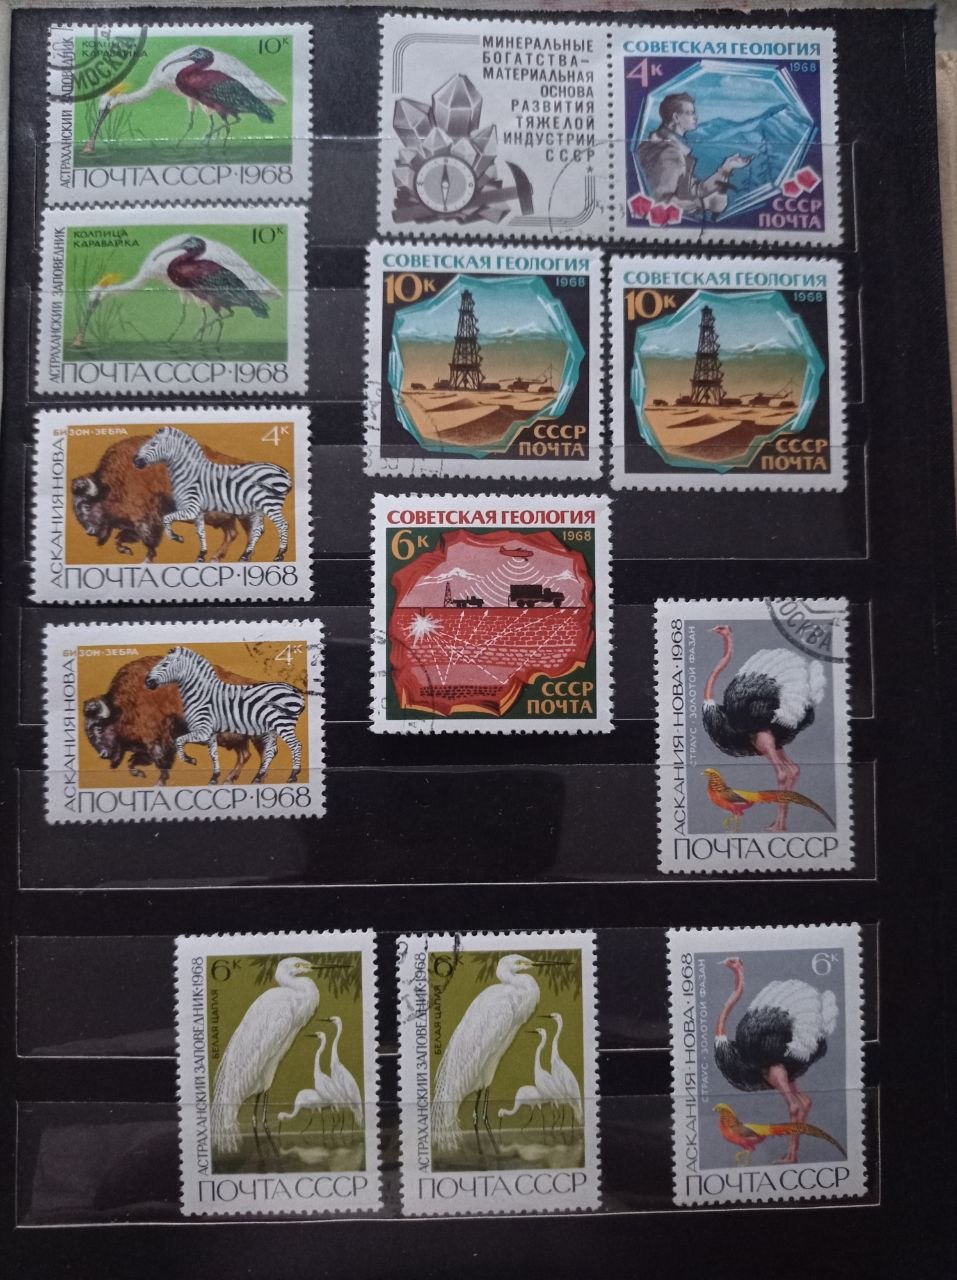 КОЛПИЦА
КАРАВАЙКА
10К
МОСКВА
АСТРАХАНСКИЙ ЗАПОВЕДНИК
ПОЧТА СССР·1968
МИНЕРАЛЬНЫЕ
БОГАТСТВА-
МАТЕРИАЛЬНАЯ
ОСНОВА
РАЗВИТИЯ
ТЯЖЕЛОЙ
ИНДУСТРИИ
СССР
СОВЕТСКАЯ ГЕОЛОГИЯ
4К
1968
СССР
ПОЧТА
КОЛПИЦА
КАРАВАЙКА
10К
АСТРАХАНСКИЙ ЗАПОВЕДНИК
ПОЧТА СССР·1968
СОВЕТСКАЯ ГЕОЛОГИЯ
10К
1968
СССР
ПОЧТА
СОВЕТСКАЯ ГЕОЛОГИЯ
10К
1968
СССР
ПОЧТА
БИЗОН·ЗЕБРА
4К
АСКАНИЯ-НОВА
ПОЧТА СССР·1968
СОВЕТСКАЯ ГЕОЛОГИЯ
6К
1968
СССР
ПОЧТА
БИЗОН·ЗЕБРА
4К
АСКАНИЯ-НОВА
ПОЧТА СССР·1968
МОСКВА
АСКАНИЯ-НОВА·1968
СТРАУС·ЗОЛОТОЙ ФАЗАН
ПОЧТА СССР
6К
АСТРАХАНСКИЙ ЗАПОВЕДНИК·1968
БЕЛАЯ ЦАПЛЯ
ПОЧТА СССР
6К
АСТРАХАНСКИЙ ЗАПОВЕДНИК·1968
БЕЛАЯ ЦАПЛЯ
ПОЧТА СССР
6К
АСКАНИЯ-НОВА·1968
СТРАУС·ЗОЛОТОЙ ФАЗАН
ПОЧТА СССР